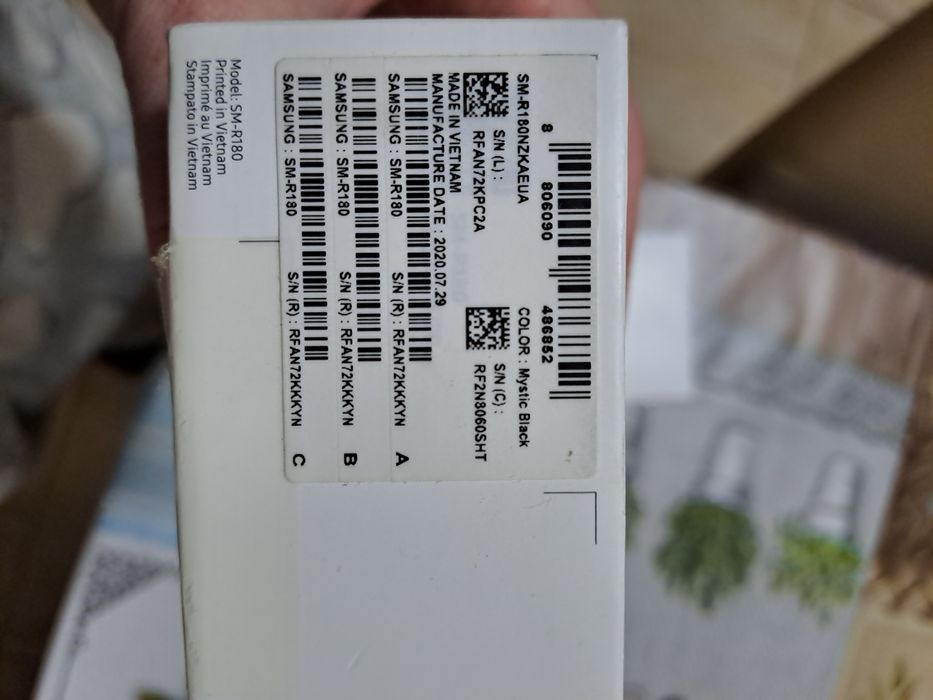 8 806090 486852
SM-R180NZKAEUA COLOR : Mystic Black
S/N (L) : S/N (C) :
RFAN72KPC2A RF2N8060SHT
MADE IN VIETNAM
MANUFACTURE DATE : 2020.07.29
SAMSUNG : SM-R180 S/N (R) : RFAN72KKKYN A
SAMSUNG : SM-R180 S/N (R) : RFAN72KKKYN B
SAMSUNG : SM-R180 S/N (R) : RFAN72KKKYN C
Model: SM-R180
Printed in Vietnam
Imprimé au Vietnam
Stampato in Vietnam